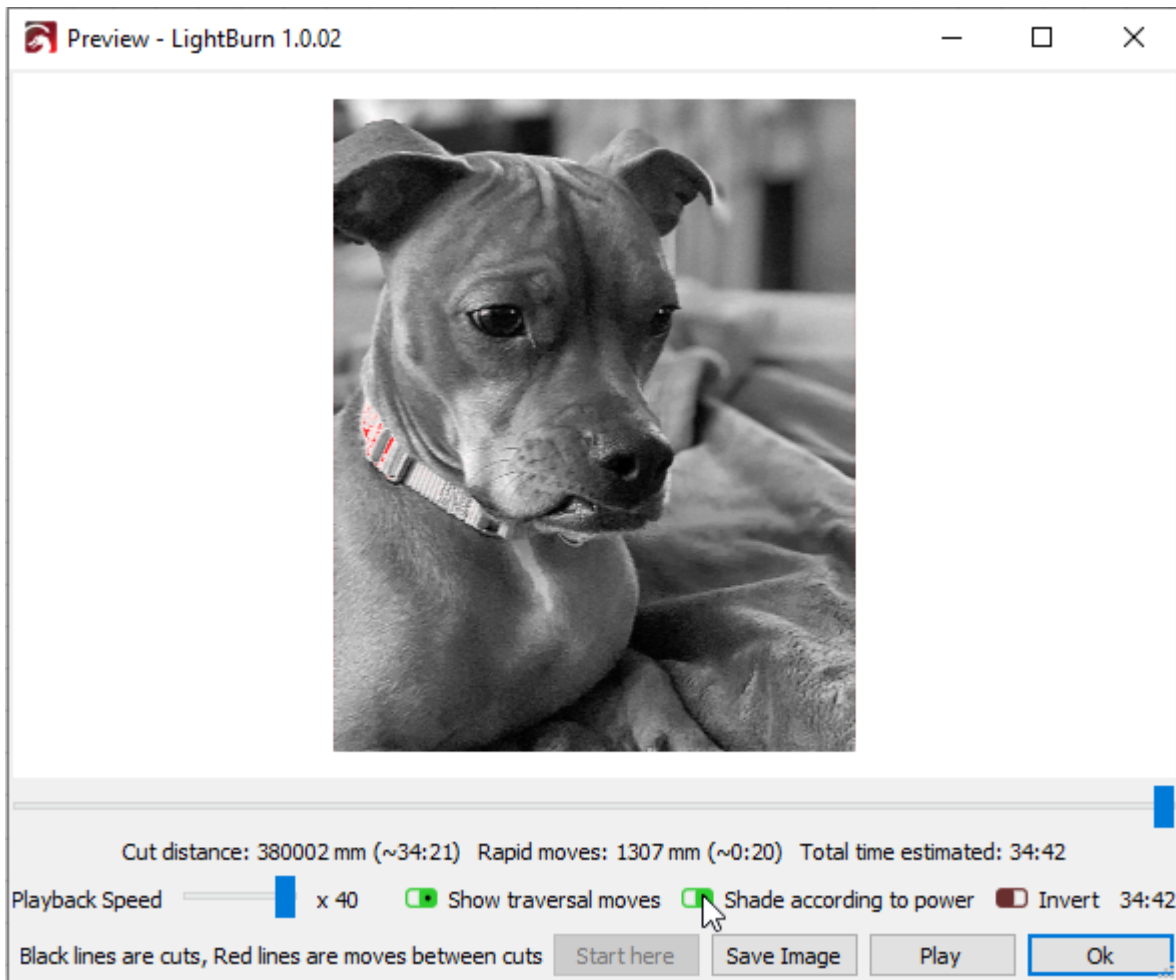 Preview - LightBurn 1.0.02
Cut distance: 380002 mm (~34:21) Rapid moves: 1307 mm (~0:20) Total time estimated: 34:42
Playback Speed x 40 Show traversal moves Shade according to power Invert 34:42
Black lines are cuts, Red lines are moves between cuts Start here Save Image Play Ok